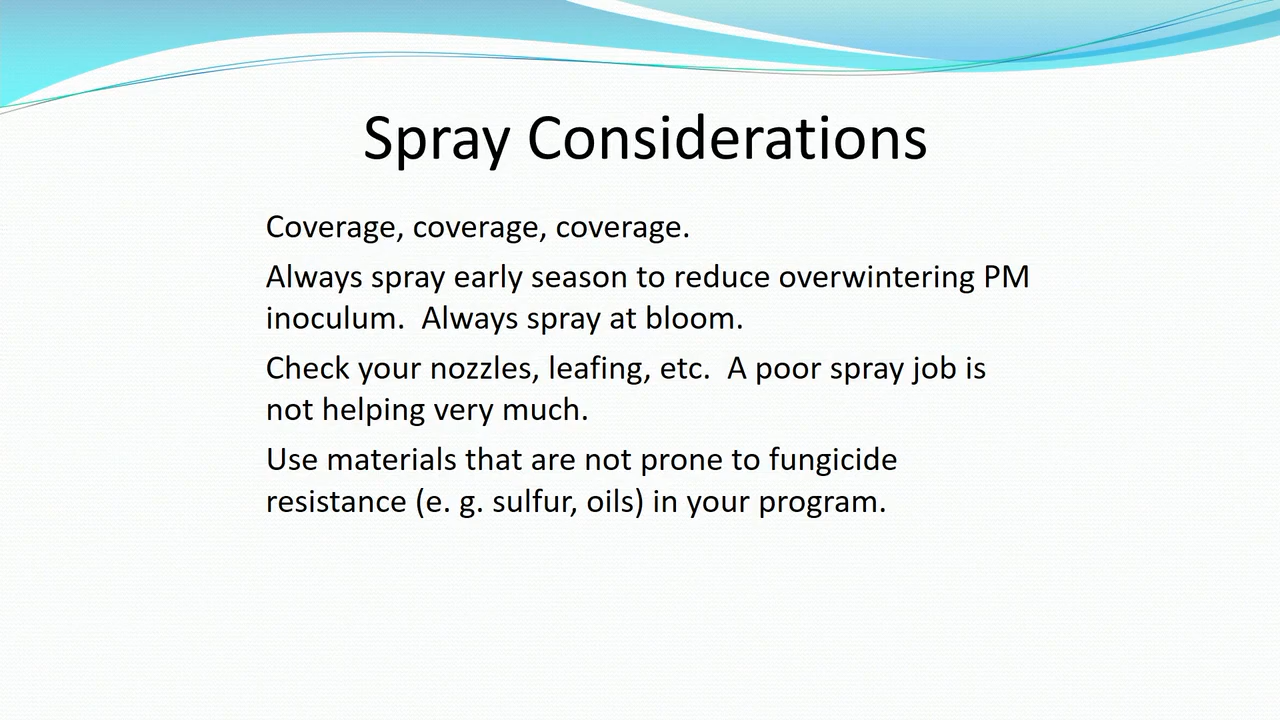 Spray Considerations
Coverage, coverage, coverage.
Always spray early season to reduce overwintering PM
inoculum.  Always spray at bloom.
Check your nozzles, leafing, etc.  A poor spray job is
not helping very much.
Use materials that are not prone to fungicide
resistance (e. g. sulfur, oils) in your program.